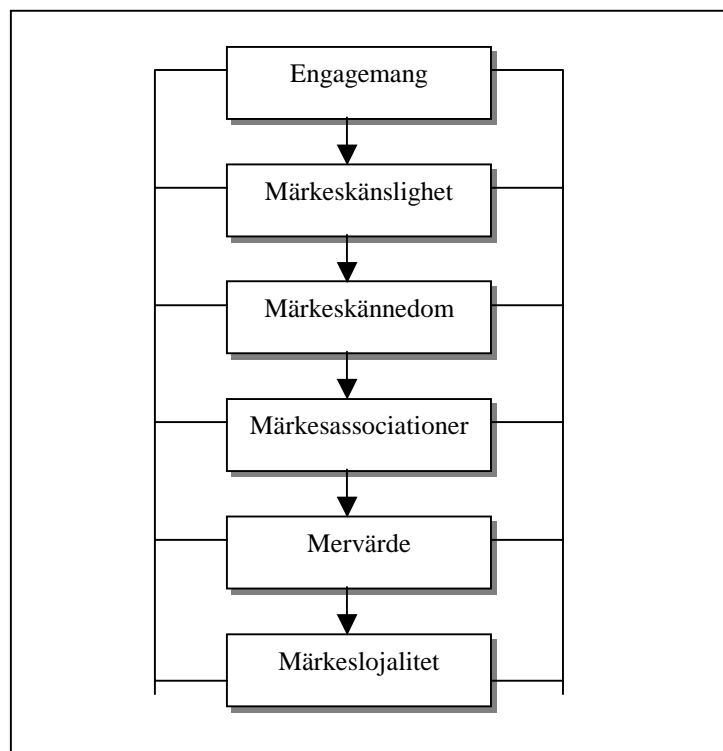 Engagemang
Märkeskänslighet
Märkeskännedom
Märkesassociationer
Mervärde
Märkeslojalitet